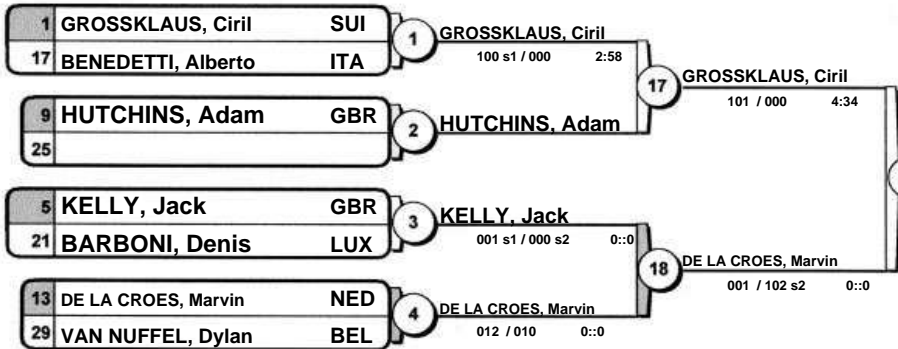 1 GROSSKLAUS, Ciril SUI
17 BENEDETTI, Alberto ITA
1
GROSSKLAUS, Ciril
100 s1 / 000 2:58
9 HUTCHINS, Adam GBR
25
2
HUTCHINS, Adam
17
GROSSKLAUS, Ciril
101 / 000 4:34
5 KELLY, Jack GBR
21 BARBONI, Denis LUX
3
KELLY, Jack
001 s1 / 000 s2 0::0
13 DE LA CROES, Marvin NED
29 VAN NUFFEL, Dylan BEL
4
DE LA CROES, Marvin
012 / 010 0::0
18
DE LA CROES, Marvin
001 / 102 s2 0::0